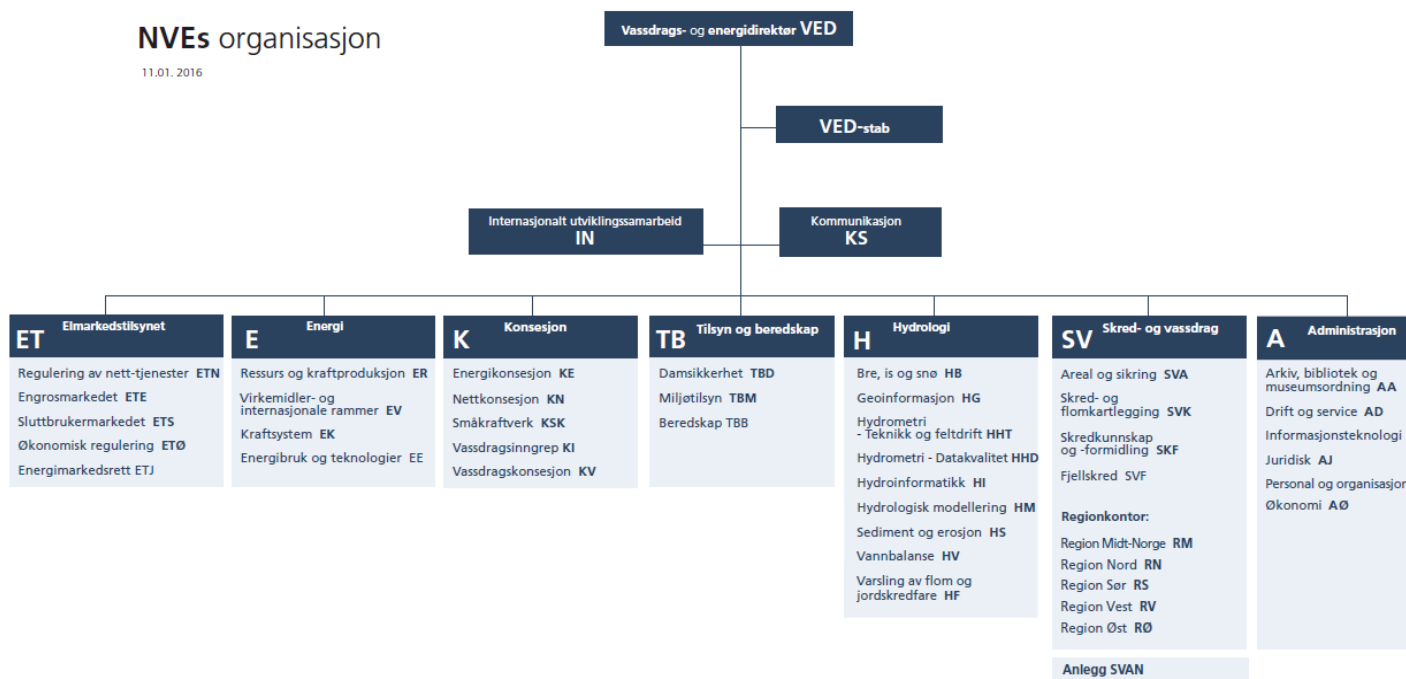 NVEs organisasjon
11.01. 2016
Vassdrags- og energidirektør VED
VED-stab
Internasjonalt utviklingssamarbeid
IN
Kommunikasjon
KS
ET Elmarkedstilsynet
Regulering av nett-tjenester ETN
Engrosmarkedet ETE
Sluttbrukermarkedet ETS
Økonomisk regulering ETØ
Energimarkedsrett ETJ
E Energi
Ressurs og kraftproduksjon ER
Virkemidler- og
internasjonale rammer EV
Kraftsystem EK
Energibruk og teknologier EE
K Konsesjon
Energikonsesjon KE
Nettkonsesjon KN
Småkraftverk KSK
Vassdragsinngrep KI
Vassdragskonsesjon KV
TB Tilsyn og beredskap
Damsikkerhet TBD
Miljøtilsyn TBM
Beredskap TBB
H Hydrologi
Bre, is og snø HB
Geoinformasjon HG
Hydrometri
- Teknikk og feltdrift HHT
Hydrometri - Datakvalitet HHD
Hydroinformatikk HI
Hydrologisk modellering HM
Sediment og erosjon HS
Vannbalanse HV
Varsling av flom og
jordskredfare HF
SV Skred- og vassdrag
Areal og sikring SVA
Skred- og
flomkartlegging SVK
Skredkunnskap
og -formidling SKF
Fjellskred SVF
Regionkontor:
Region Midt-Norge RM
Region Nord RN
Region Sør RS
Region Vest RV
Region Øst RØ
Anlegg SVAN
A Administrasjon
Arkiv, bibliotek og
museumsordning AA
Drift og service AD
Informasjonsteknologi
Juridisk AJ
Personal og organisasjon
Økonomi AØ